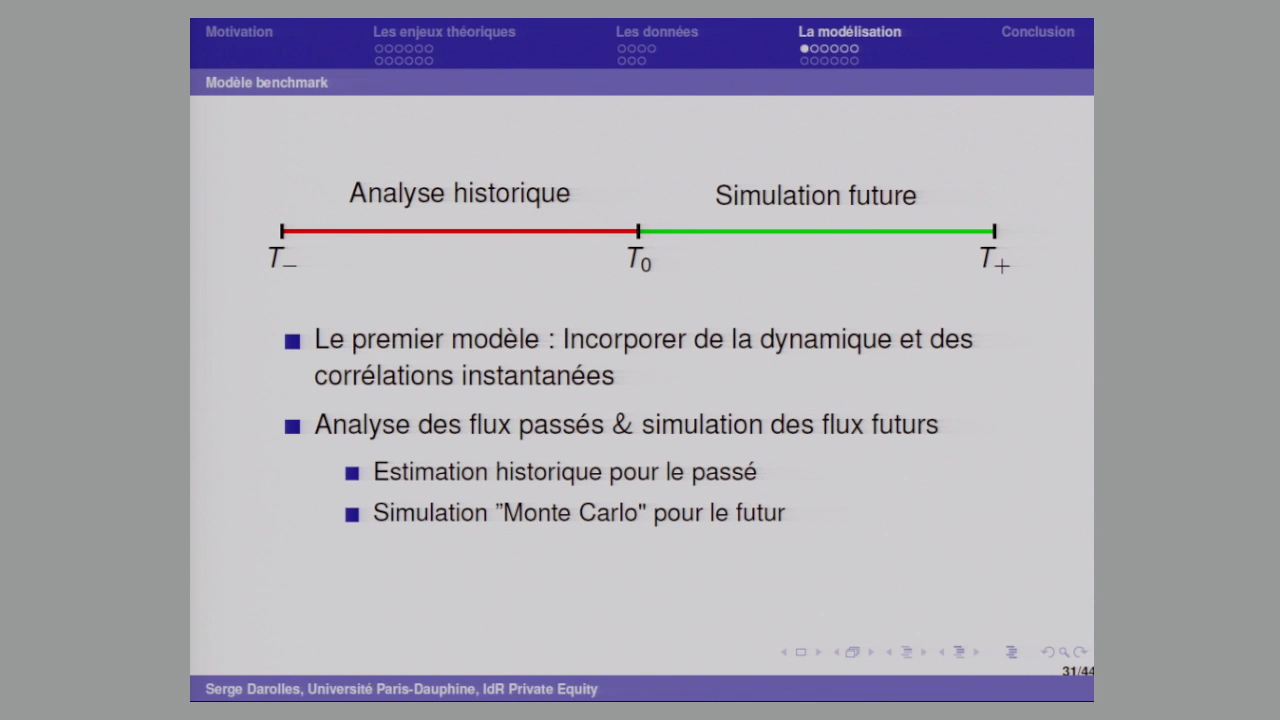 Motivation
Les enjeux théoriques
Les données
La modélisation
Conclusion
Modèle benchmark
Analyse historique
Simulation future
T₋
T₀
T₊
Le premier modèle : Incorporer de la dynamique et des
corrélations instantanées
Analyse des flux passés & simulation des flux futurs
Estimation historique pour le passé
Simulation ”Monte Carlo" pour le futur
31/44
Serge Darolles, Université Paris-Dauphine, IdR Private Equity